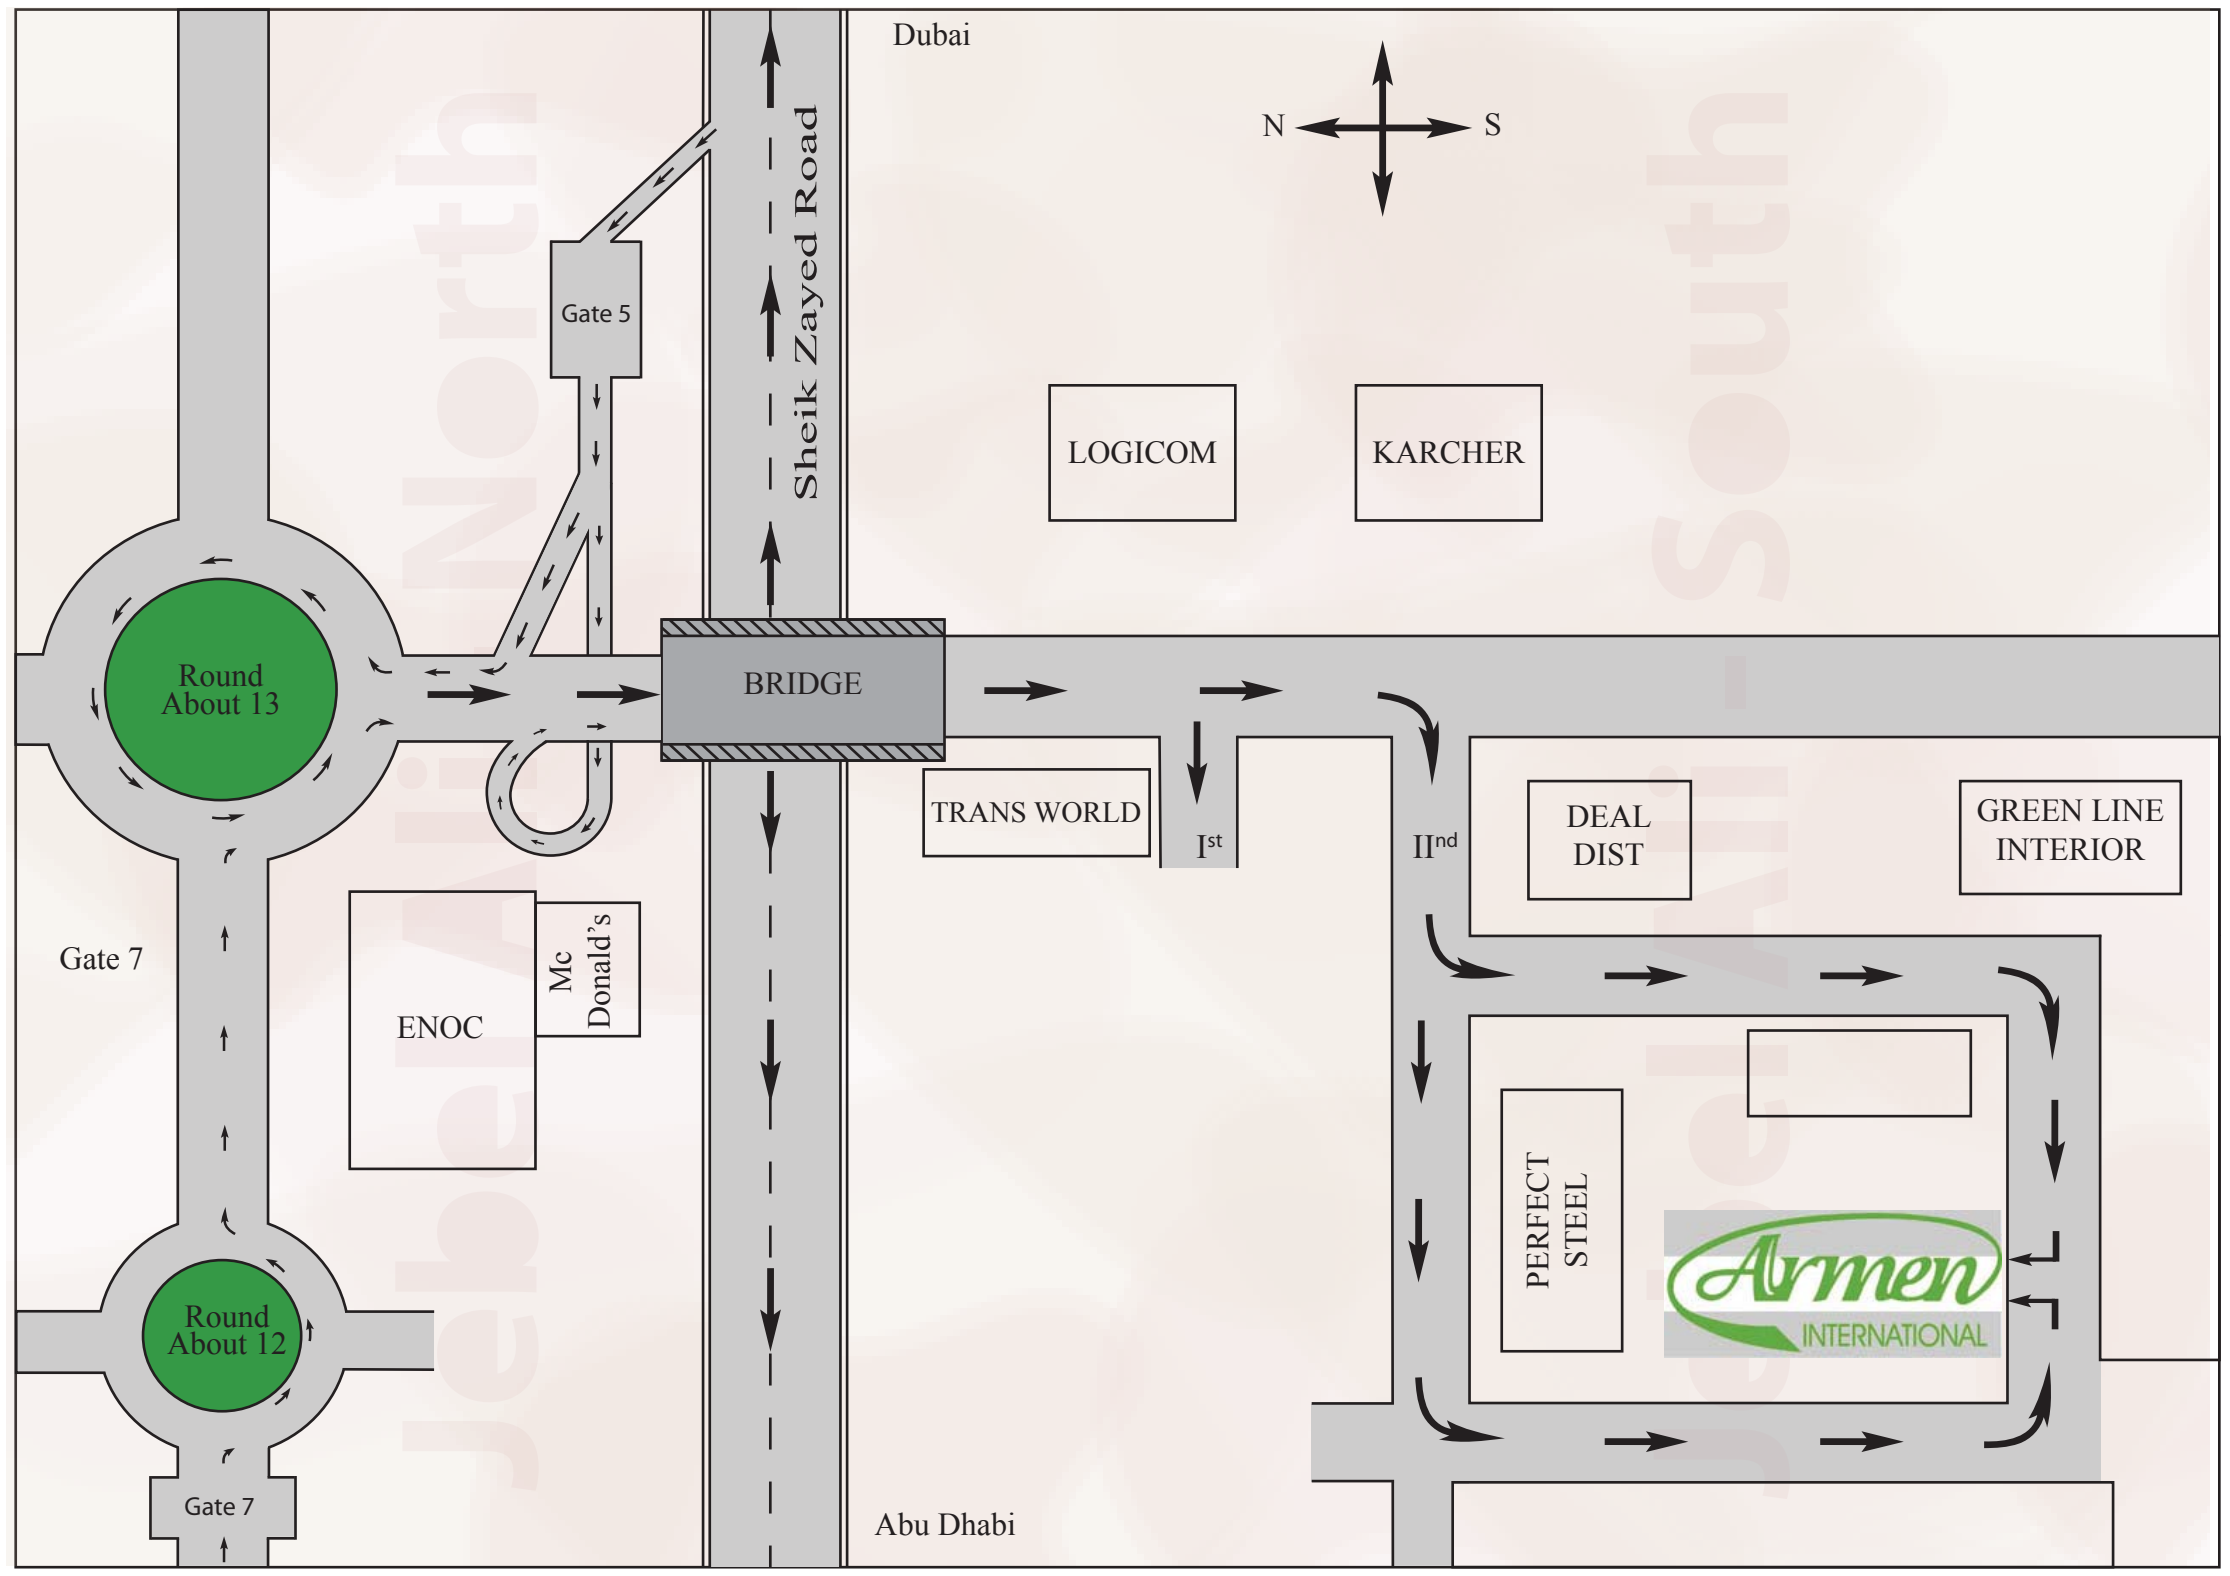 Dubai
N
S
Sheik Zayed Road
Jebel Ali - North
Jebel Ali - South
Gate 5
LOGICOM
KARCHER
Round
About 13
BRIDGE
TRANS WORLD
Ist
IInd
DEAL
DIST
GREEN LINE
INTERIOR
Gate 7
ENOC
Mc
Donald's
PERFECT
STEEL
Armen
INTERNATIONAL
Round
About 12
Gate 7
Abu Dhabi